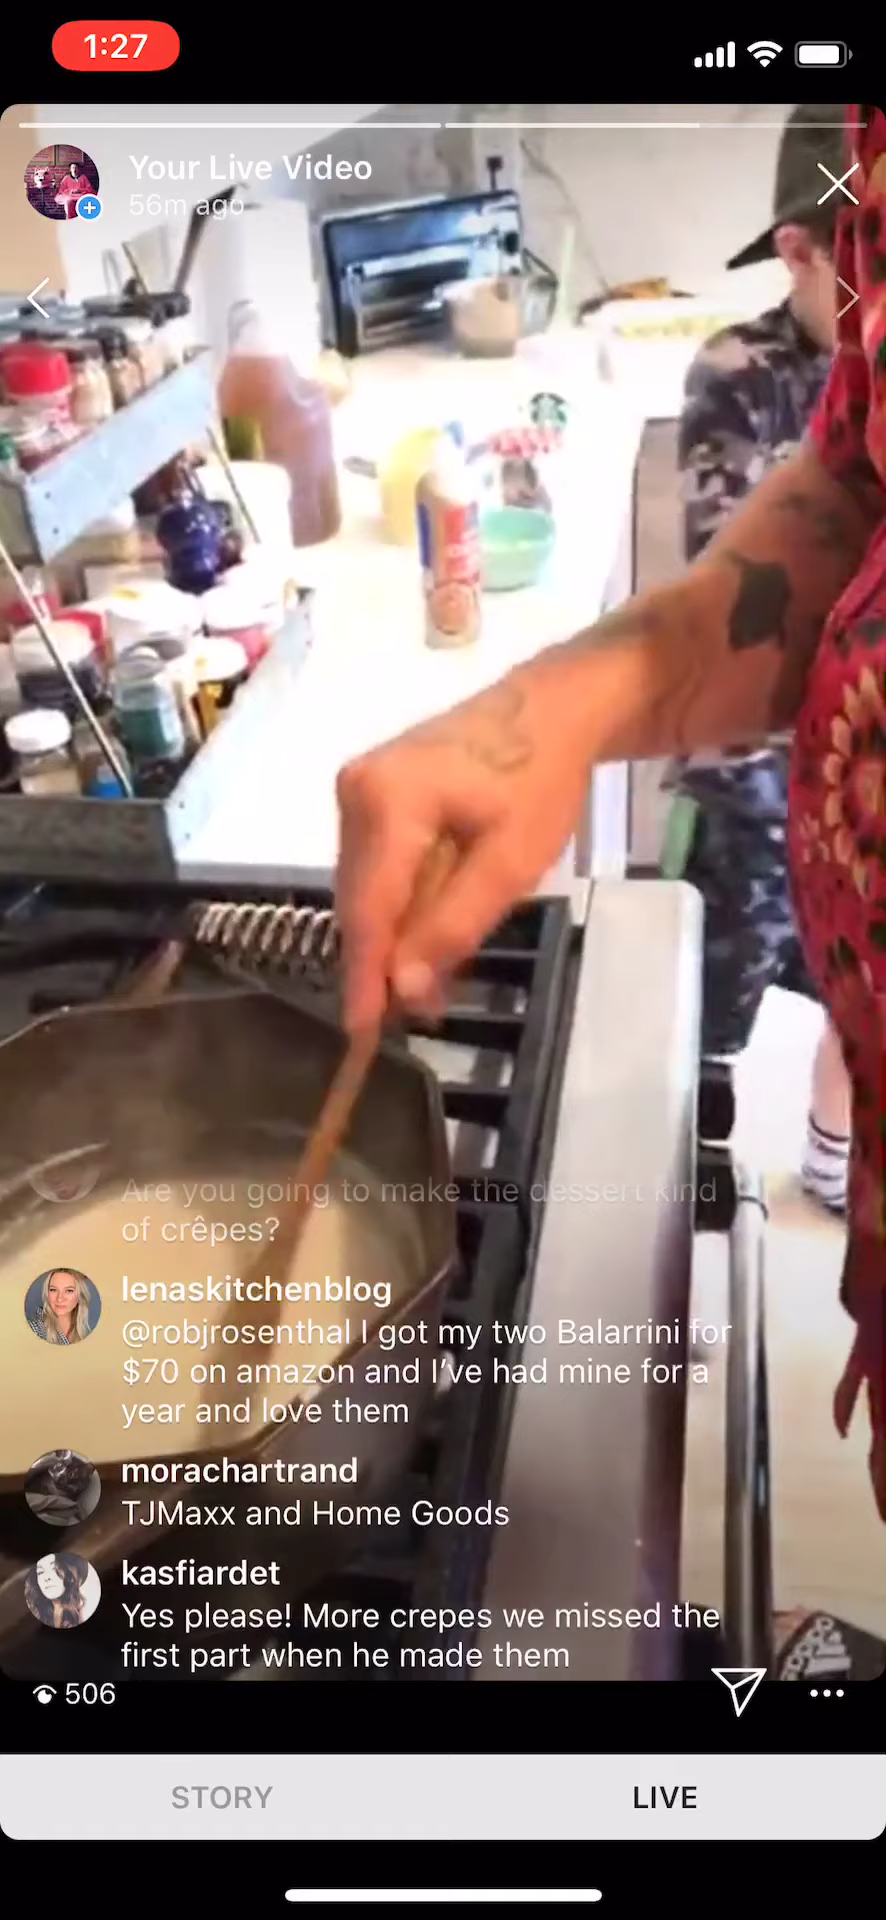 1:27
Your Live Video
56m ago
Are you going to make the dessert kind
of crêpes?
lenaskitchenblog
@robjrosenthal I got my two Balarrini for
$70 on amazon and I've had mine for a
year and love them
morachartrand
TJMaxx and Home Goods
kasfiardet
Yes please! More crepes we missed the
first part when he made them
506
STORY
LIVE